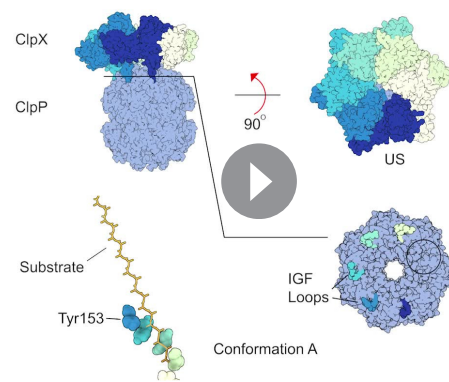 ClpX
ClpP
90°
US
Substrate
Tyr153
IGF
Loops
Conformation A